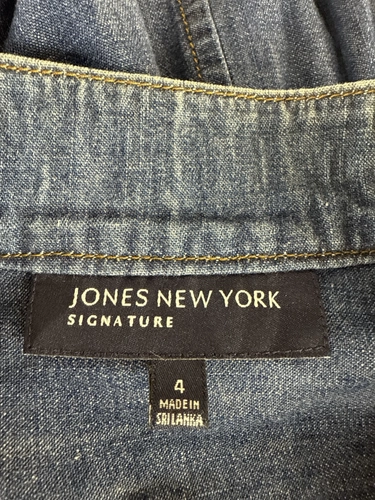 JONES NEW YORK
SIGNATURE
4
MADE IN
SRI LANKA